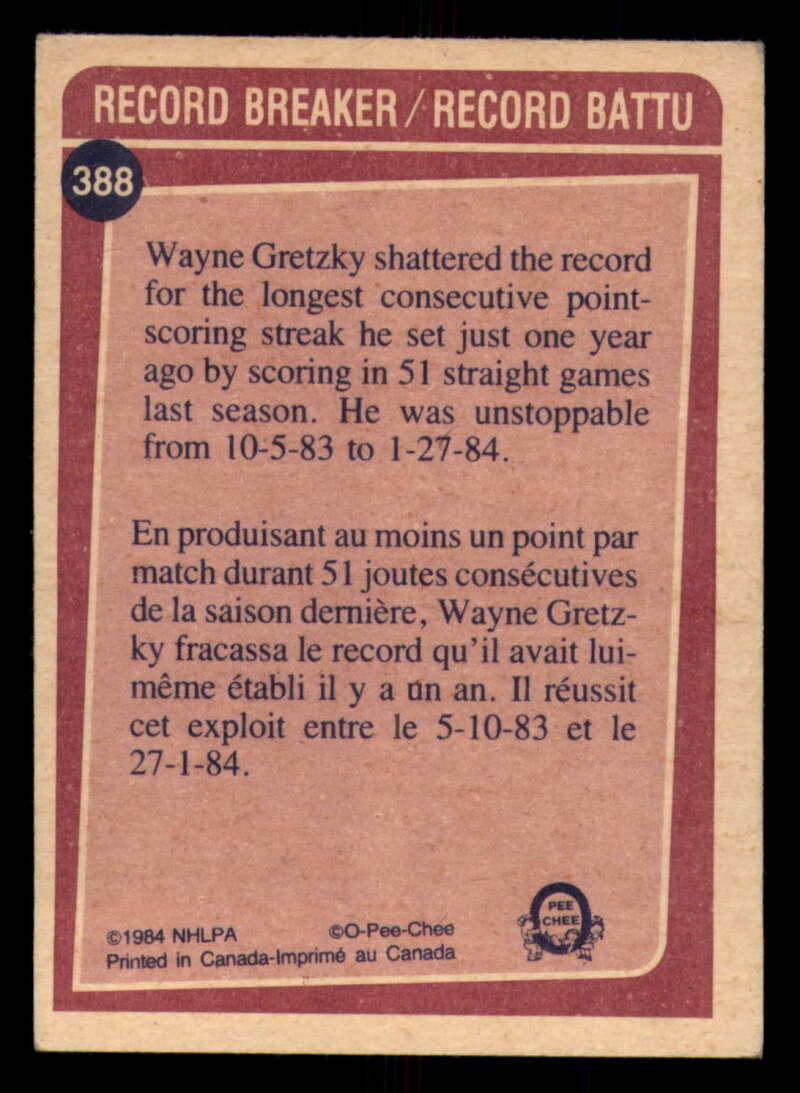 RECORD BREAKER / RECORD BATTU
388
Wayne Gretzky shattered the record
for the longest consecutive point-
scoring streak he set just one year
ago by scoring in 51 straight games
last season. He was unstoppable
from 10-5-83 to 1-27-84.
En produisant au moins un point par
match durant 51 joutes consécutives
de la saison dernière, Wayne Gretz-
ky fracassa le record qu'il avait lui-
même établi il y a un an. Il réussit
cet exploit entre le 5-10-83 et le
27-1-84.
©1984 NHLPA ©O-Pee-Chee
Printed in Canada-Imprimé au Canada
O
PEE
CHEE